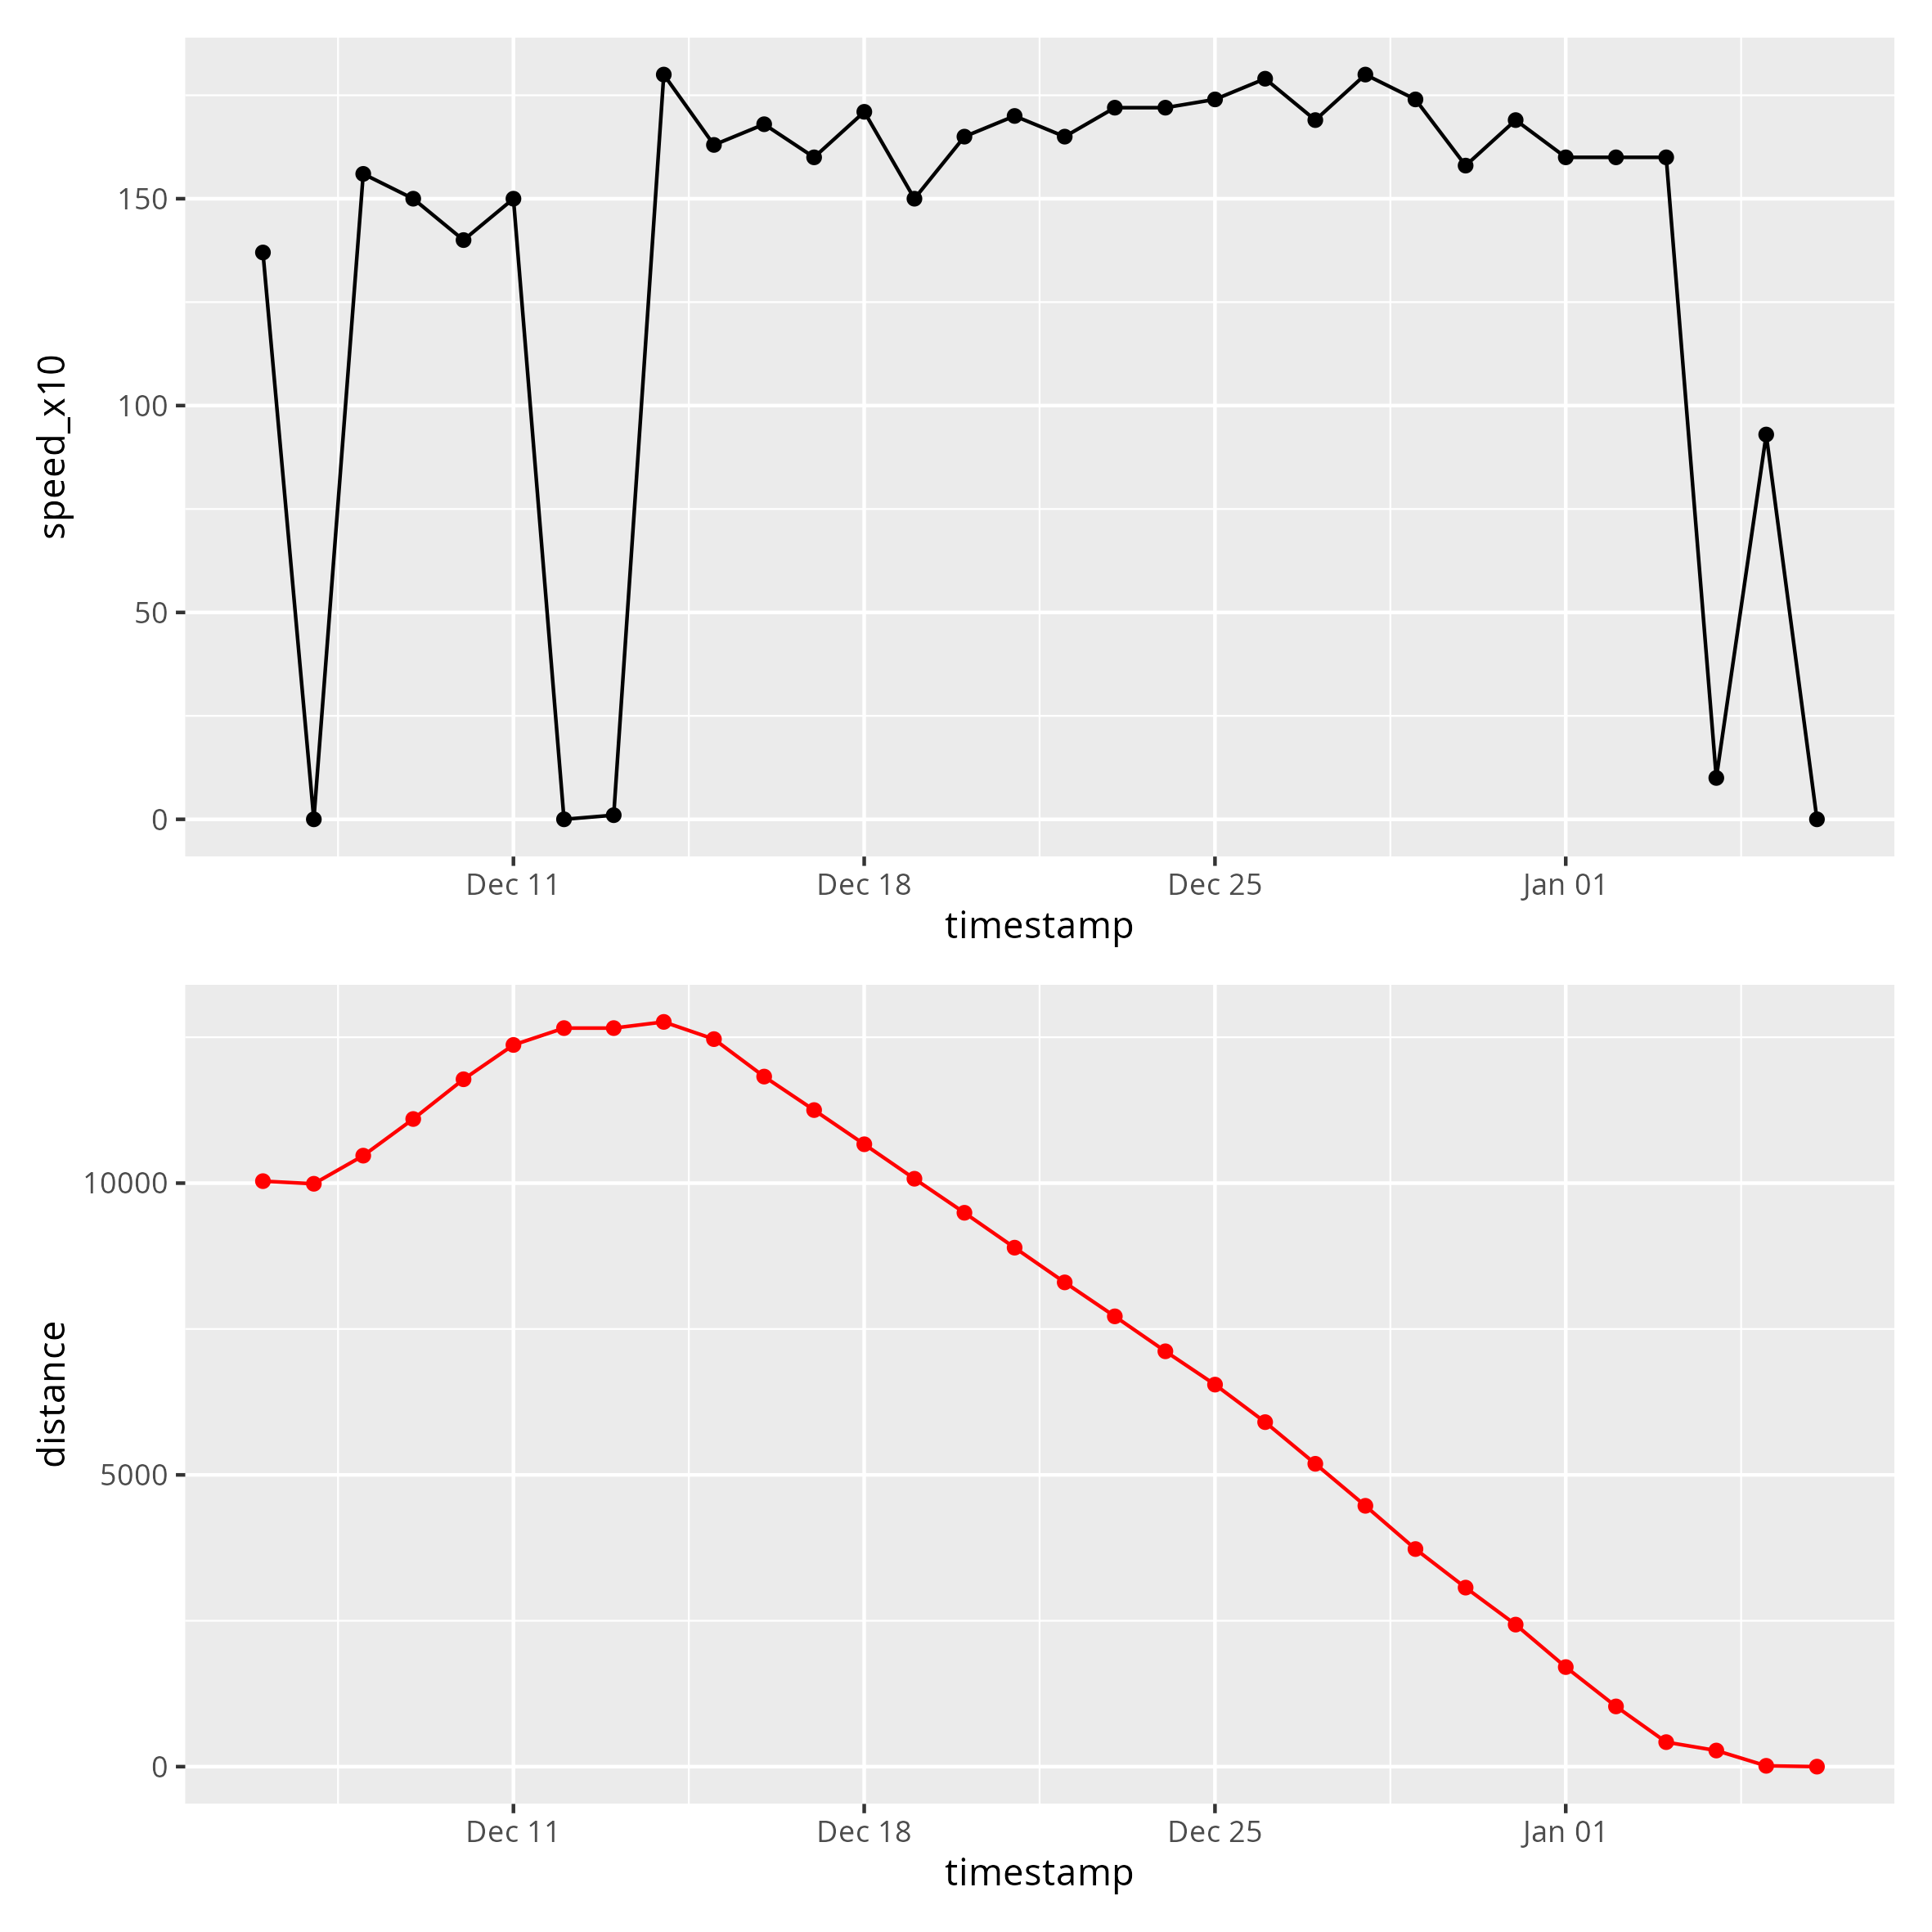 speed_x10
150
100
50
0
Dec 11 Dec 18 Dec 25 Jan 01
timestamp
distance
10000
5000
0
Dec 11 Dec 18 Dec 25 Jan 01
timestamp